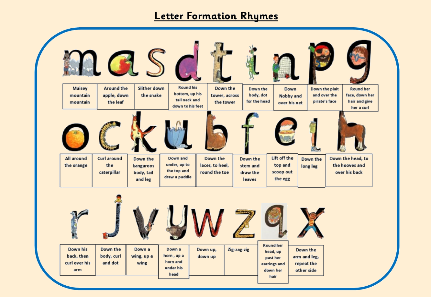 Letter Formation Rhymes
m a s d t i n p g
Maisey
mountain
mountain
Around the
apple, down
the leaf
Slither down
the snake
Round his
bottom, up his
tall neck and
down to his feet
Down the
tower, across
the tower
Down the
body, dot
for the head
Down
Nobby and
over his net
Down the plait
and over the
pirate's face
Round her
face, down her
hair and give
her a curl
o c k u b f e l h
All around
the orange
Curl around
the
caterpillar
Down the
kangaroos
body, tail
and leg
Down and
under, up to
the top and
draw a puddle
Down the
laces, to heel,
round the toe
Down the
stem and
draw the
leaves
Lift off the
top and
scoop out
the egg
Down the
long leg
Down the head, to
the hooves and
over his back
r j v y w z q x
Down his
back, then
curl over his
arm
Down the
body, curl
and dot
Down a
wing, up a
wing
Down a
horn, up a
horn and
under his
head
Down up,
down up
Zig-zag-zig
Round her
head, up
past her
earrings and
down her
hair
Down the
arm and leg,
repeat the
other side